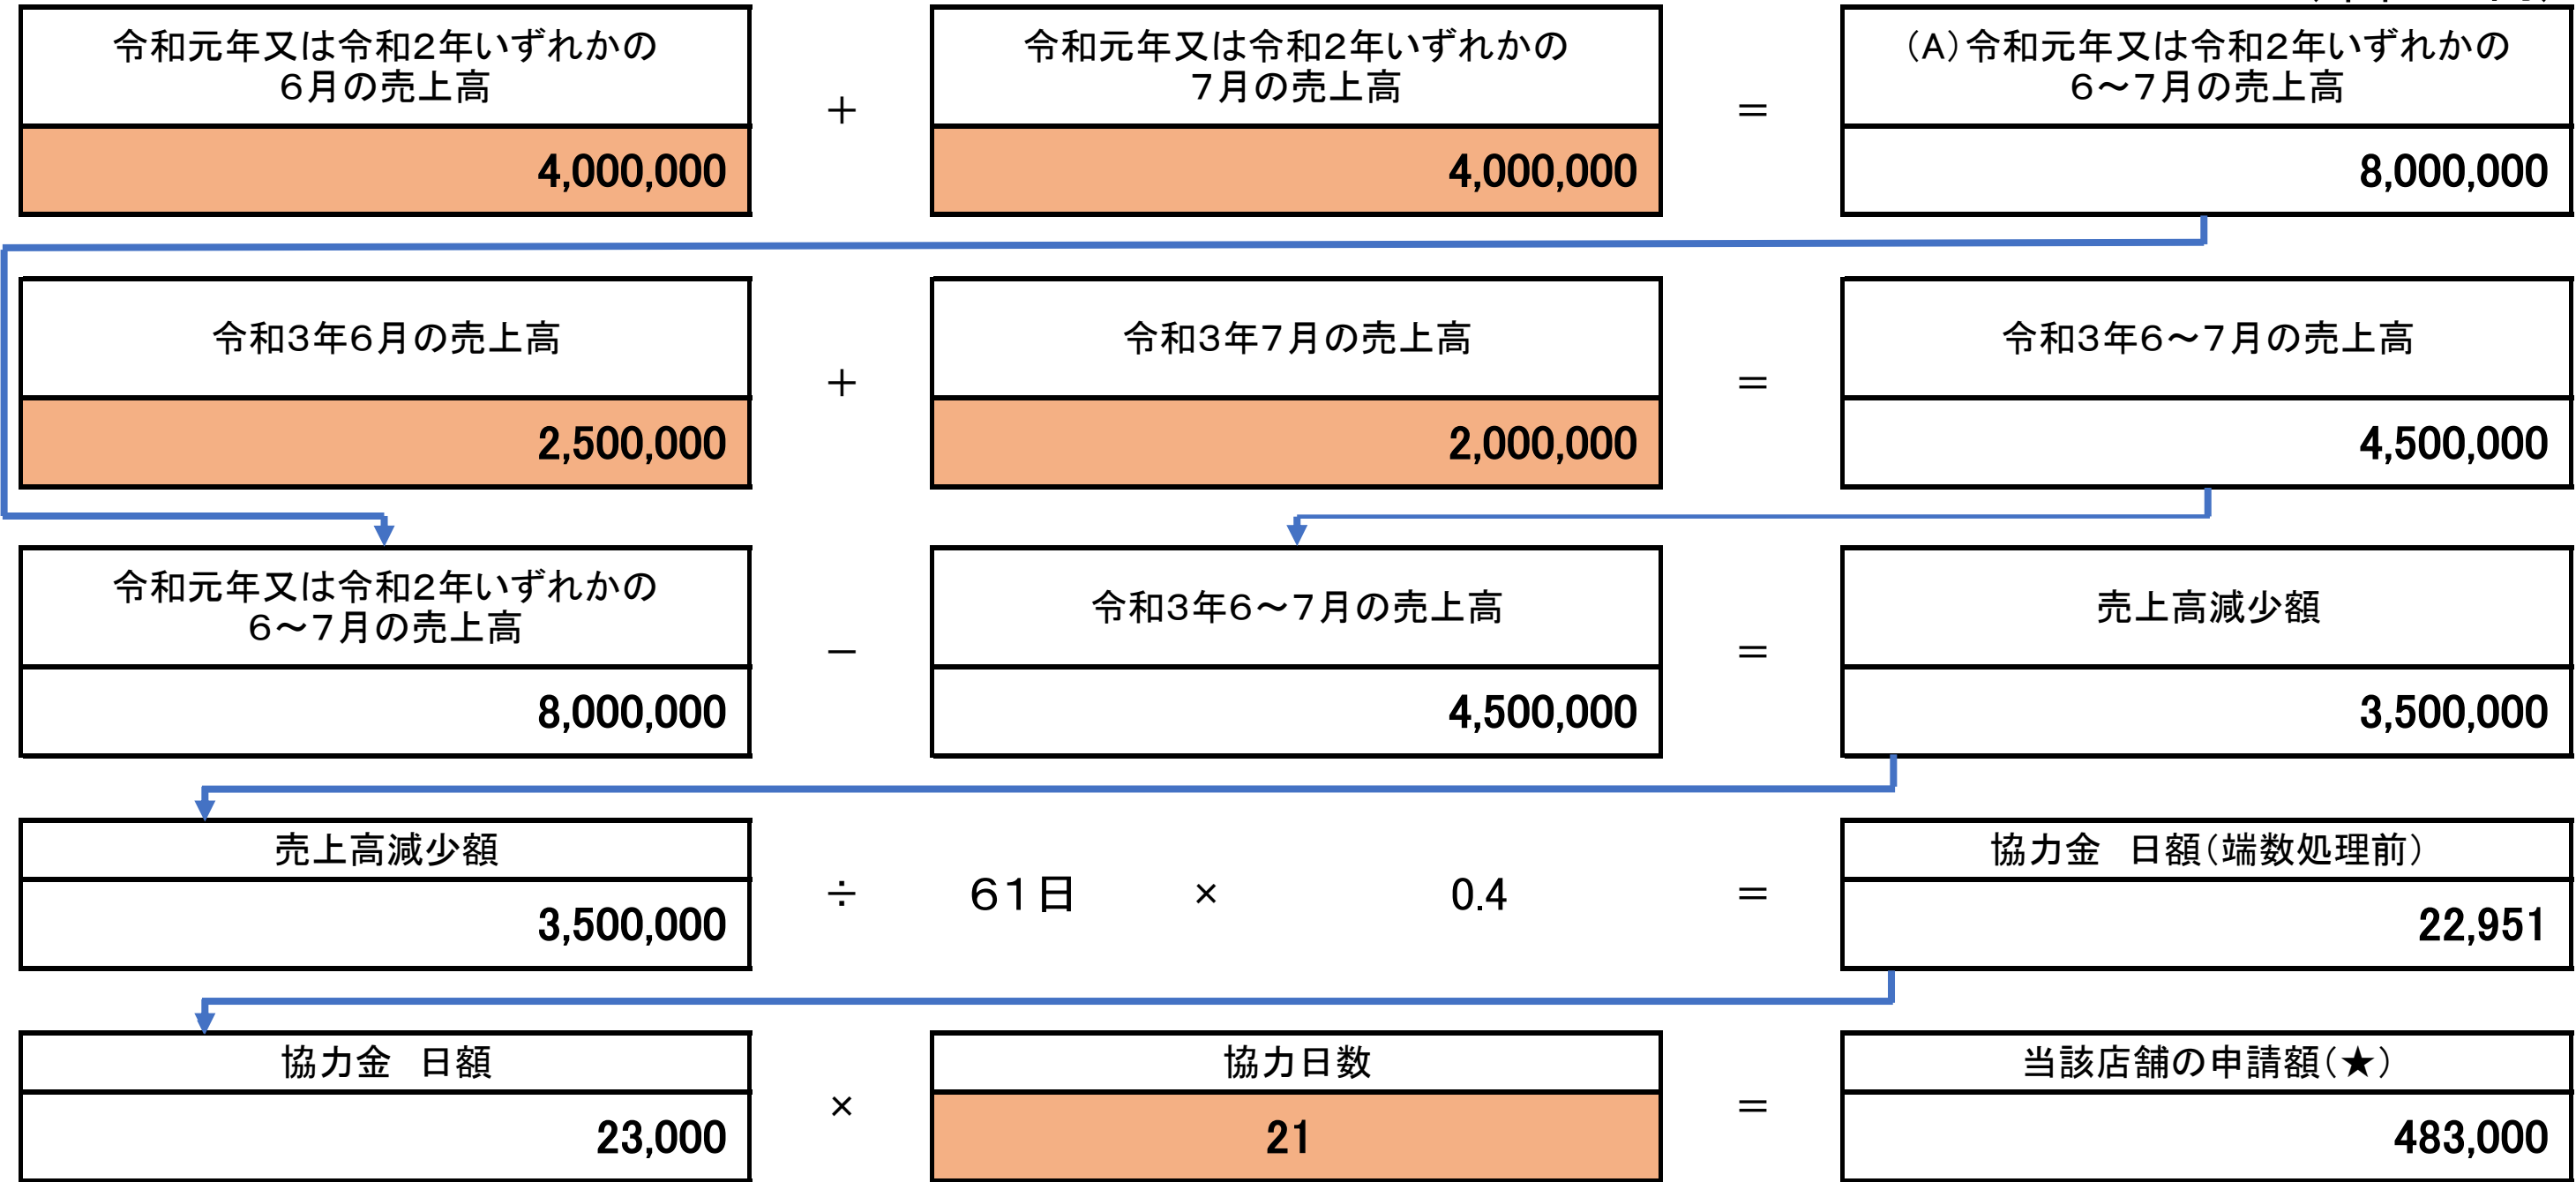 令和元年又は令和２年いずれかの
６月の売上高
4,000,000
＋
令和元年又は令和２年いずれかの
７月の売上高
4,000,000
＝
（A）令和元年又は令和２年いずれかの
６～７月の売上高
8,000,000
令和３年６月の売上高
2,500,000
＋
令和３年７月の売上高
2,000,000
＝
令和３年６～７月の売上高
4,500,000
令和元年又は令和２年いずれかの
６～７月の売上高
8,000,000
－
令和３年６～７月の売上高
4,500,000
＝
売上高減少額
3,500,000
売上高減少額
3,500,000
÷
６１日
×
0.4
＝
協力金　日額（端数処理前）
22,951
協力金　日額
23,000
×
協力日数
21
＝
当該店舗の申請額（★）
483,000